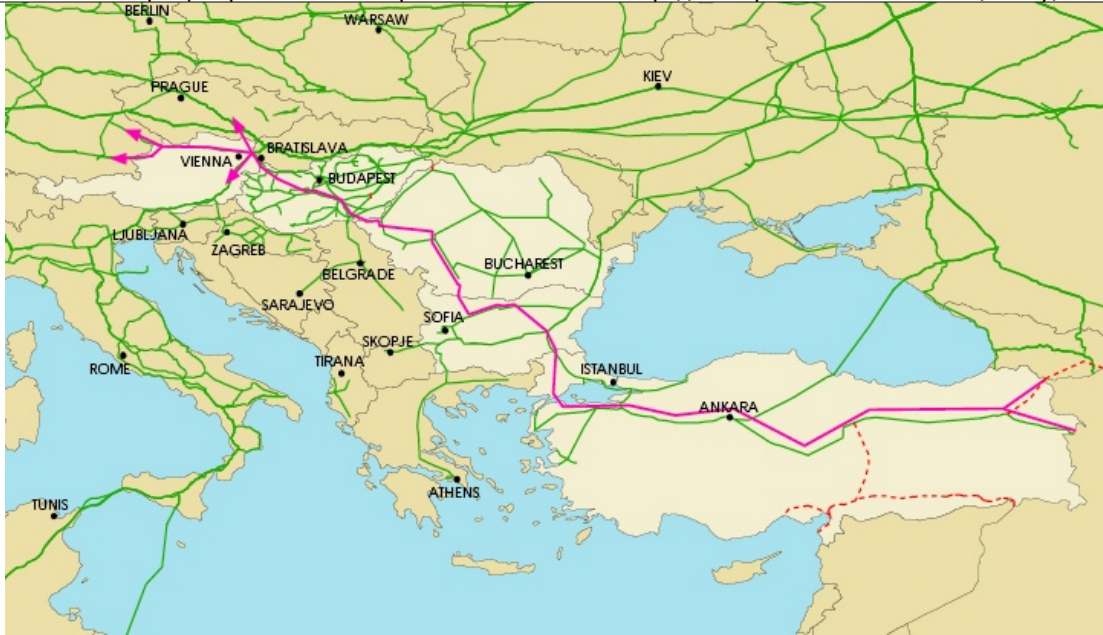 BERLIN
WARSAW
KIEV
PRAGUE
VIENNA
BRATISLAVA
BUDAPEST
LJUBLJANA
ZAGREB
BELGRADE
BUCHAREST
SARAJEVO
SOFIA
SKOPJE
TIRANA
ROME
ISTANBUL
ANKARA
ATHENS
TUNIS